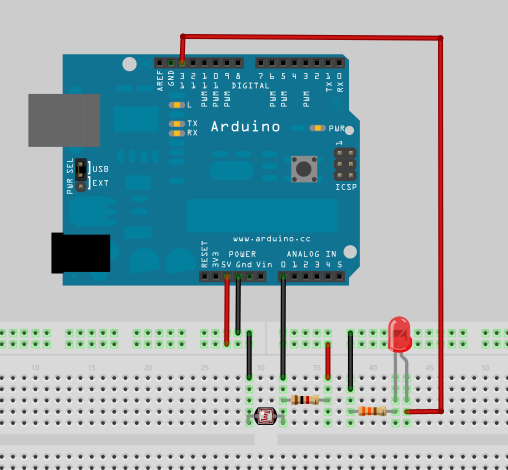 AREF GND 13 12 11 10 9 8 7 6 5 4 3 2 1 0
DIGITAL
PWM PWM PWM PWM PWM PWM TX RX
L
TX
RX
Arduino
PWR
1
ICSP
PWR SEL
USB
EXT
www.arduino.cc
RESET 3V3 POWER ANALOG IN
5V Gnd Vin 0 1 2 3 4 5
10 15 20 25 30 35 40 45 50